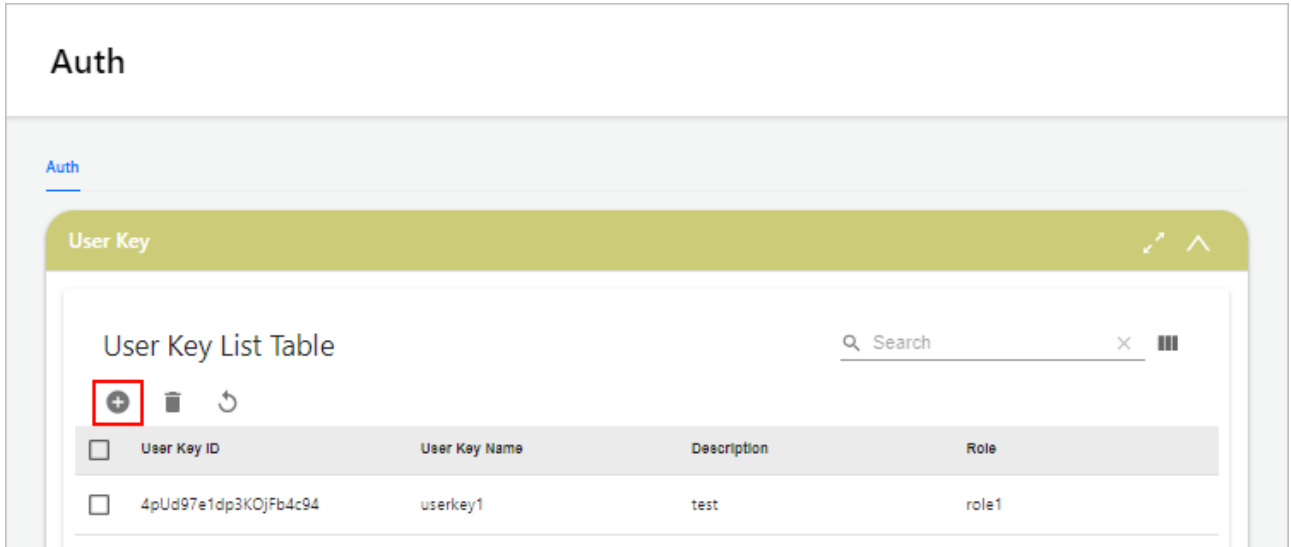 Auth
Auth
User Key
User Key List Table
Search
User Key ID User Key Name Description Role
4pUd97e1dp3KOjFb4c94 userkey1 test role1